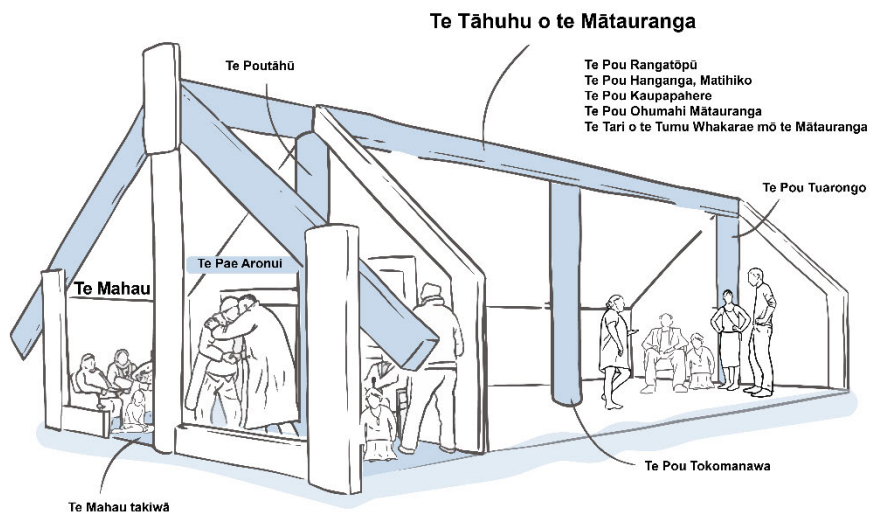 Te Tāhuhu o te Mātauranga
Te Poutāhū
Te Pou Rangatōpū
Te Pou Hanganga, Matihiko
Te Pou Kaupapahere
Te Pou Ohumahi Mātauranga
Te Tari o te Tumu Whakarae mō te Mātauranga
Te Pou Tuarongo
Te Pae Aronui
Te Mahau
Te Pou Tokomanawa
Te Mahau takiwā